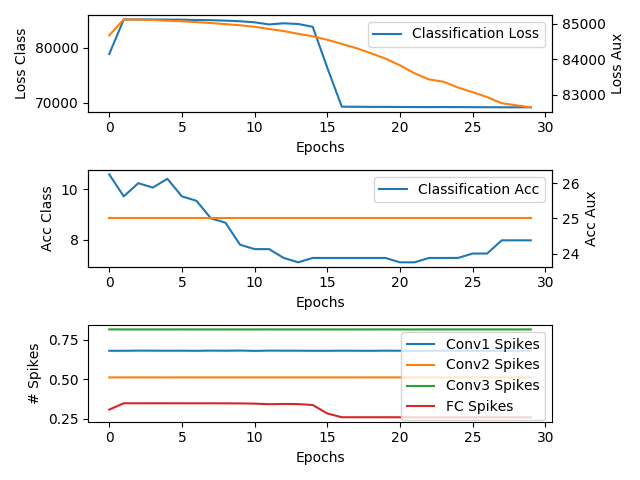 Loss Class
80000
70000
Classification Loss
85000
84000
83000
Loss Aux
0 5 10 15 20 25 30
Epochs
Acc Class
10
8
Classification Acc
26
25
24
Acc Aux
0 5 10 15 20 25 30
Epochs
# Spikes
0.75
0.50
0.25
Conv1 Spikes
Conv2 Spikes
Conv3 Spikes
FC Spikes
0 5 10 15 20 25 30
Epochs